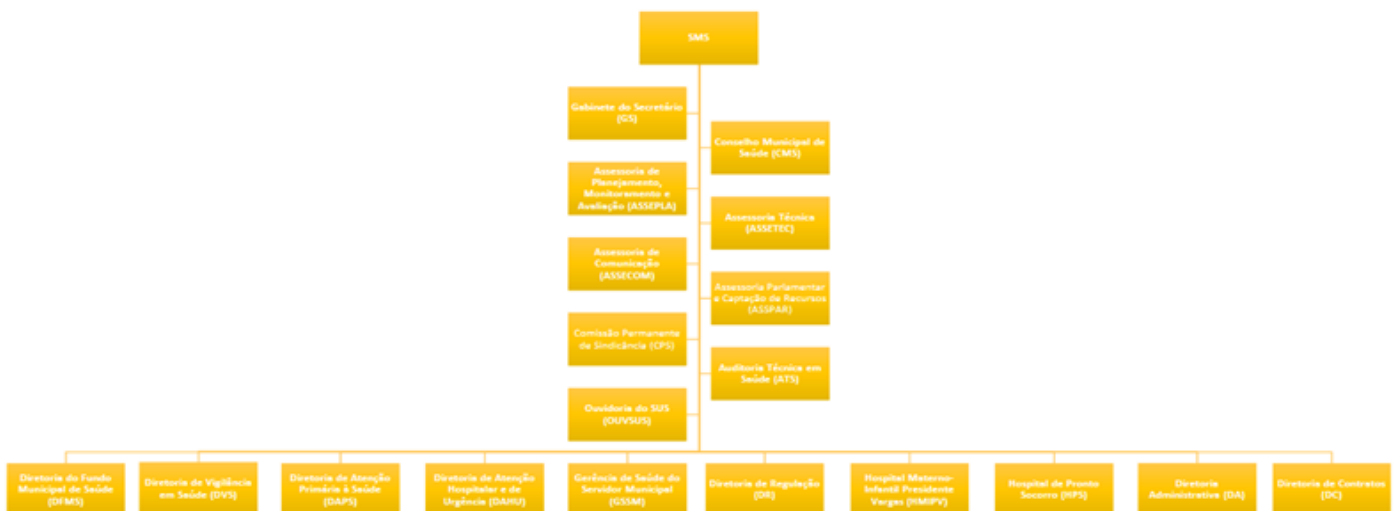 SMS
Gabinete do Secretário
(GS)
Conselho Municipal de
Saúde (CMS)
Assessoria de
Planejamento,
Monitoramento e
Avaliação (ASSEPLA)
Assessoria Técnica
(ASSETEC)
Assessoria de
Comunicação
(ASSECOM)
Assessoria Parlamentar
e Captação de Recursos
(ASSPAR)
Comissão Permanente
de Sindicância (CPS)
Auditoria Técnica em
Saúde (ATS)
Ouvidoria do SUS
(OUVSUS)
Diretoria do Fundo
Municipal de Saúde
(DFMS)
Diretoria de Vigilância
em Saúde (DVS)
Diretoria de Atenção
Primária à Saúde
(DAPS)
Diretoria de Atenção
Hospitalar e de
Urgência (DAHU)
Gerência de Saúde do
Servidor Municipal
(GSSM)
Diretoria de Regulação
(DR)
Hospital Materno-
Infantil Presidente
Vargas (HMIPV)
Hospital de Pronto
Socorro (HPS)
Diretoria
Administrativa (DA)
Diretoria de Contratos
(DC)